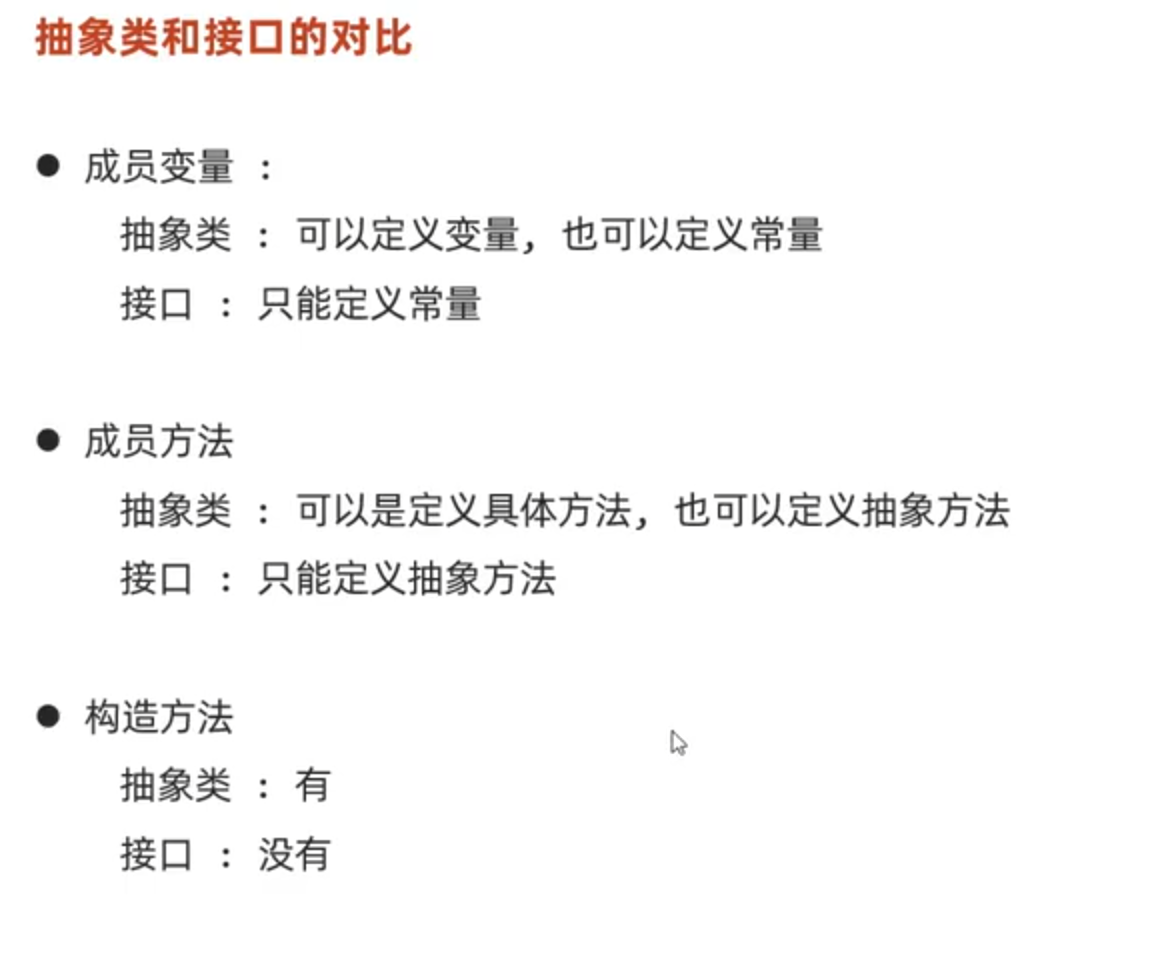 抽象类和接口的对比
● 成员变量 :
抽象类 : 可以定义变量, 也可以定义常量
接口 : 只能定义常量
● 成员方法
抽象类 : 可以是定义具体方法, 也可以定义抽象方法
接口 : 只能定义抽象方法
● 构造方法
抽象类 : 有
接口 : 没有